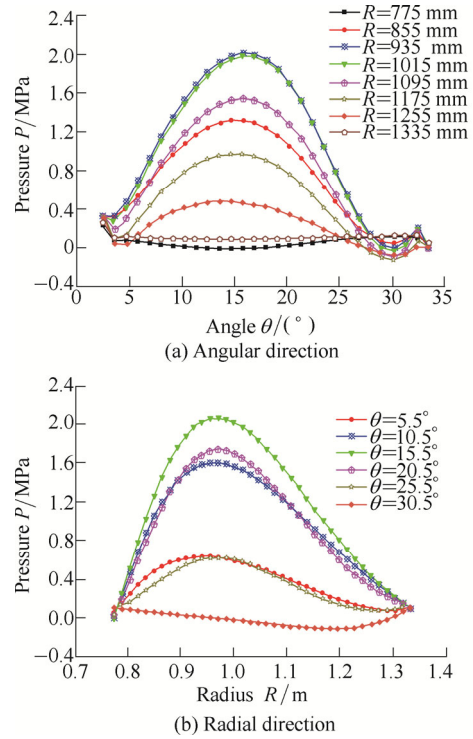 2.4
2.0
1.6
1.2
0.8
0.4
0
−0.4
Pressure P/MPa
R=775 mm
R=855 mm
R=935 mm
R=1015 mm
R=1095 mm
R=1175 mm
R=1255 mm
R=1335 mm
0 5 10 15 20 25 30 35
Angle θ/(°)
(a) Angular direction
2.4
2.0
1.6
1.2
0.8
0.4
0
−0.4
Pressure P/MPa
θ=5.5°
θ=10.5°
θ=15.5°
θ=20.5°
θ=25.5°
θ=30.5°
0.7 0.8 0.9 1.0 1.1 1.2 1.3 1.4
Radius R/m
(b) Radial direction